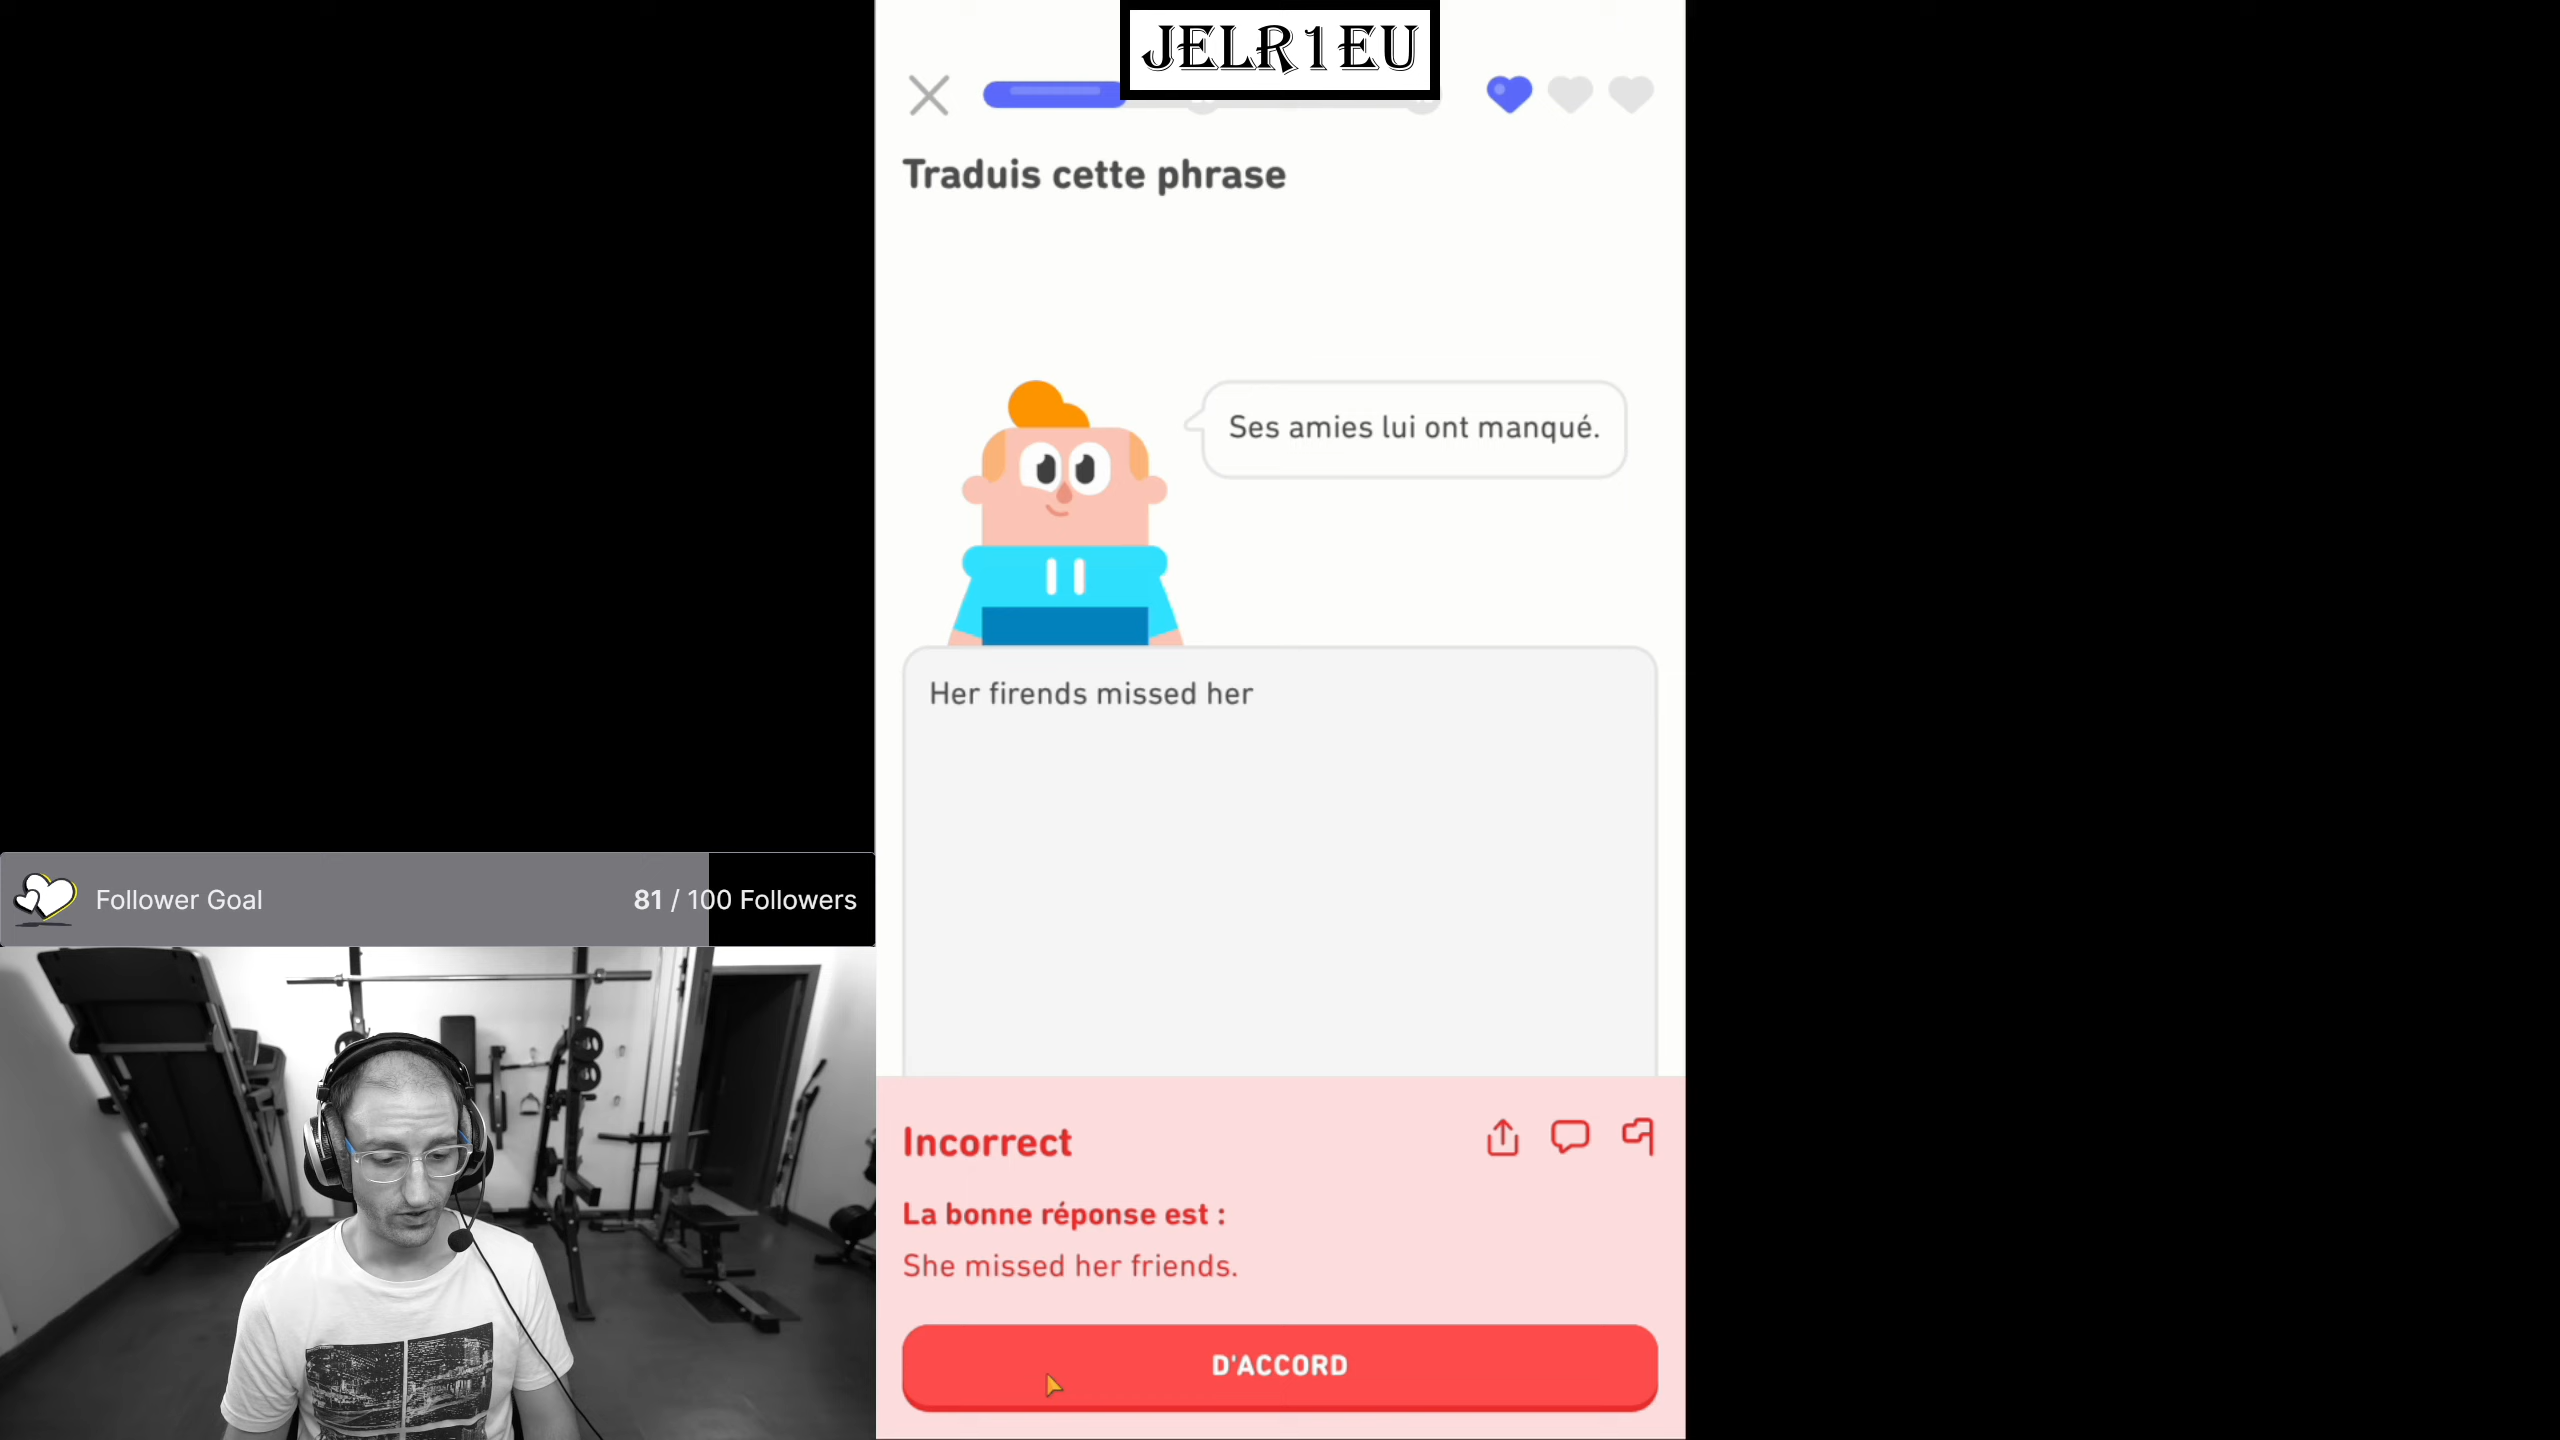 JELR1EU
Traduis cette phrase
Ses amies lui ont manqué.
Her firends missed her
Follower Goal
81 / 100 Followers
Incorrect
La bonne réponse est :
She missed her friends.
D'ACCORD